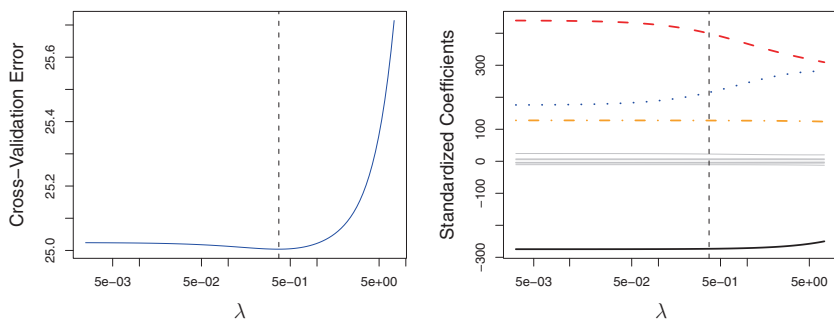 Cross-Validation Error
25.0
25.2
25.4
25.6
5e−03
5e−02
5e−01
5e+00
λ
Standardized Coefficients
−300
−100
0
100
300
5e−03
5e−02
5e−01
5e+00
λ